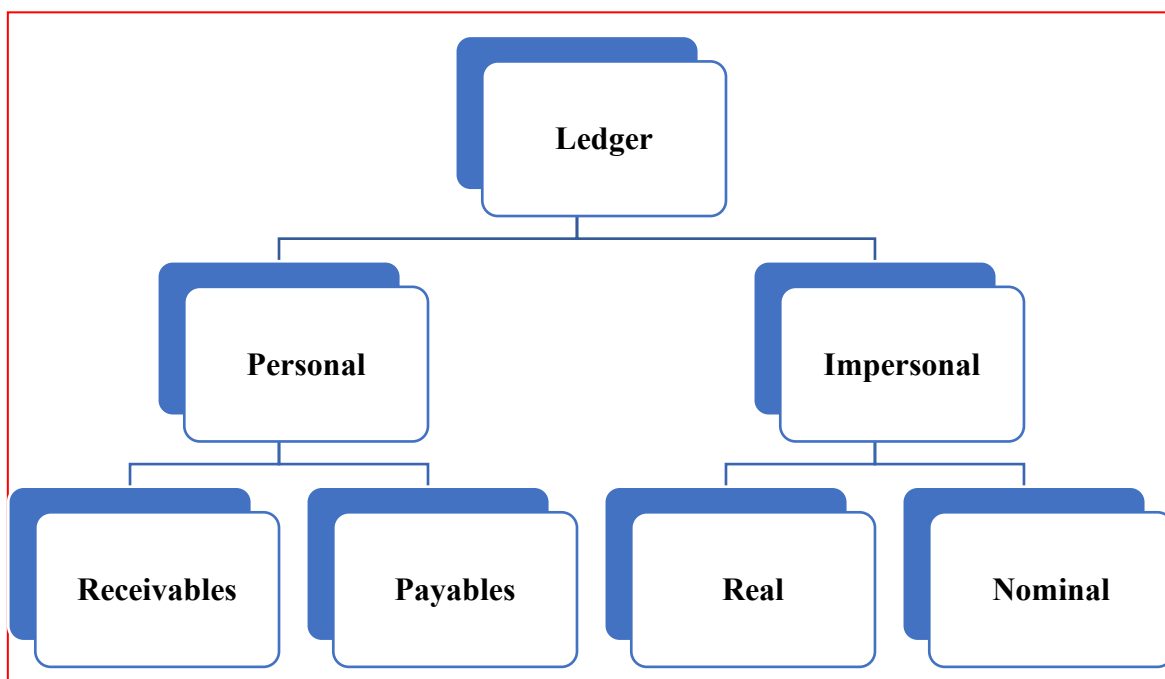 Ledger
Personal
Impersonal
Receivables
Payables
Real
Nominal